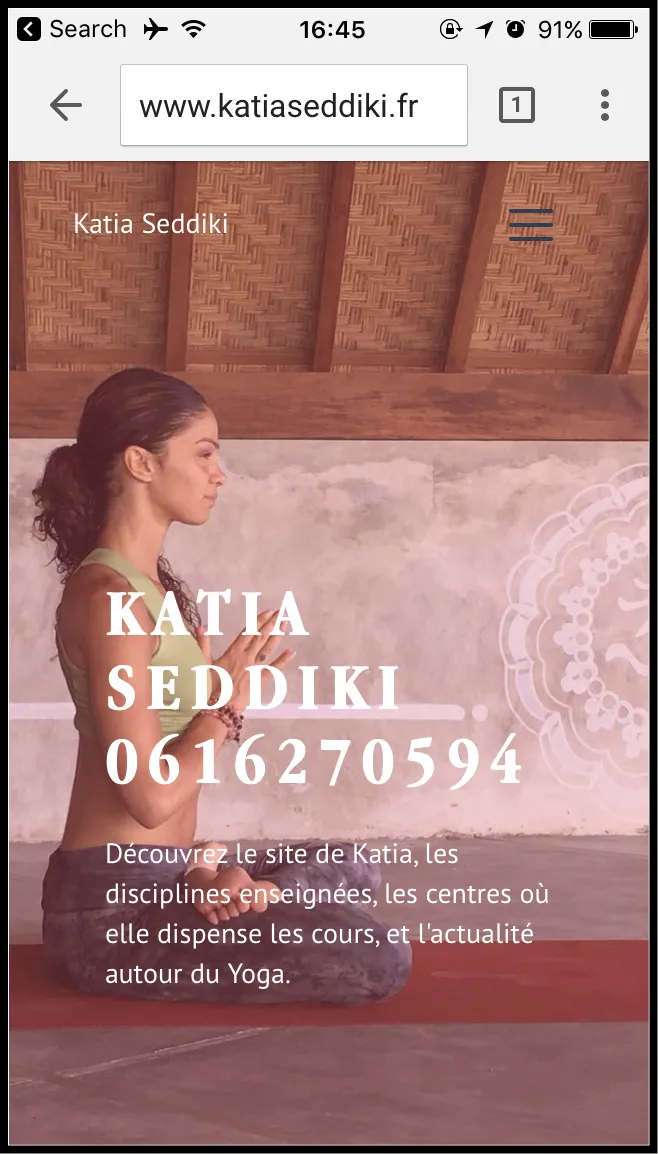 Search 16:45 91%
www.katiaseddiki.fr 1
Katia Seddiki
KATIA
SEDDIKI
0616270594
Découvrez le site de Katia, les
disciplines enseignées, les centres où
elle dispense les cours, et l'actualité
autour du Yoga.